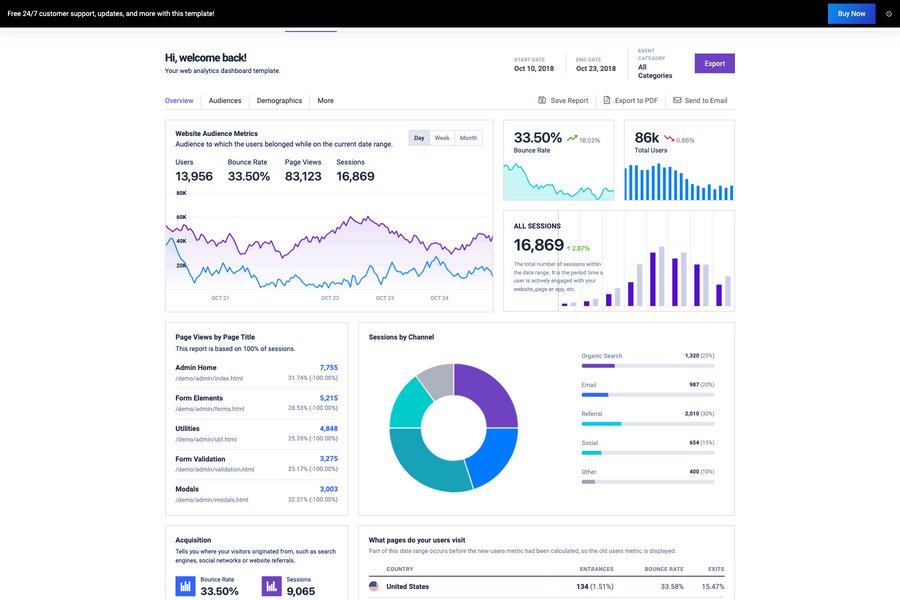 Free 24/7 customer support, updates, and more with this template!
Buy Now
Hi, welcome back!
Your web analytics dashboard template.
START DATE
Oct 10, 2018
END DATE
Oct 23, 2018
EVENT
CATEGORY
All
Categories
Export
Overview
Audiences
Demographics
More
Save Report
Export to PDF
Send to Email
Website Audience Metrics
Audience to which the users belonged while on the current date range.
Day
Week
Month
Users
13,956
Bounce Rate
33.50%
Page Views
83,123
Sessions
16,869
80K
60K
40K
20K
OCT 21
OCT 22
OCT 23
OCT 24
33.50%
18.02%
Bounce Rate
86k
0.86%
Total Users
ALL SESSIONS
16,869
2.87%
The total number of sessions within
the date range. It is the period time a
user is actively engaged with your
website, page or app, etc.
Page Views by Page Title
This report is based on 100% of sessions.
Admin Home
7,755
/demo/admin/index.html
31.74% (-100.00%)
Form Elements
5,215
/demo/admin/forms.html
28.53% (-100.00%)
Utilities
4,848
/demo/admin/util.html
25.35% (-100.00%)
Form Validation
3,275
/demo/admin/validation.html
23.17% (-100.00%)
Modals
3,003
/demo/admin/modals.html
22.21% (-100.00%)
Sessions by Channel
Organic Search
1,320 (25%)
Email
987 (20%)
Referral
2,010 (30%)
Social
654 (15%)
Other
400 (10%)
Acquisition
Tells you where your visitors originated from, such as search
engines, social networks or website referrals.
Bounce Rate
33.50%
Sessions
9,065
What pages do your users visit
Part of this date range occurs before the new users metric had been calculated, so the old users metric is displayed.
COUNTRY
ENTRANCES
BOUNCE RATE
EXITS
United States
134 (1.51%)
33.58%
15.47%